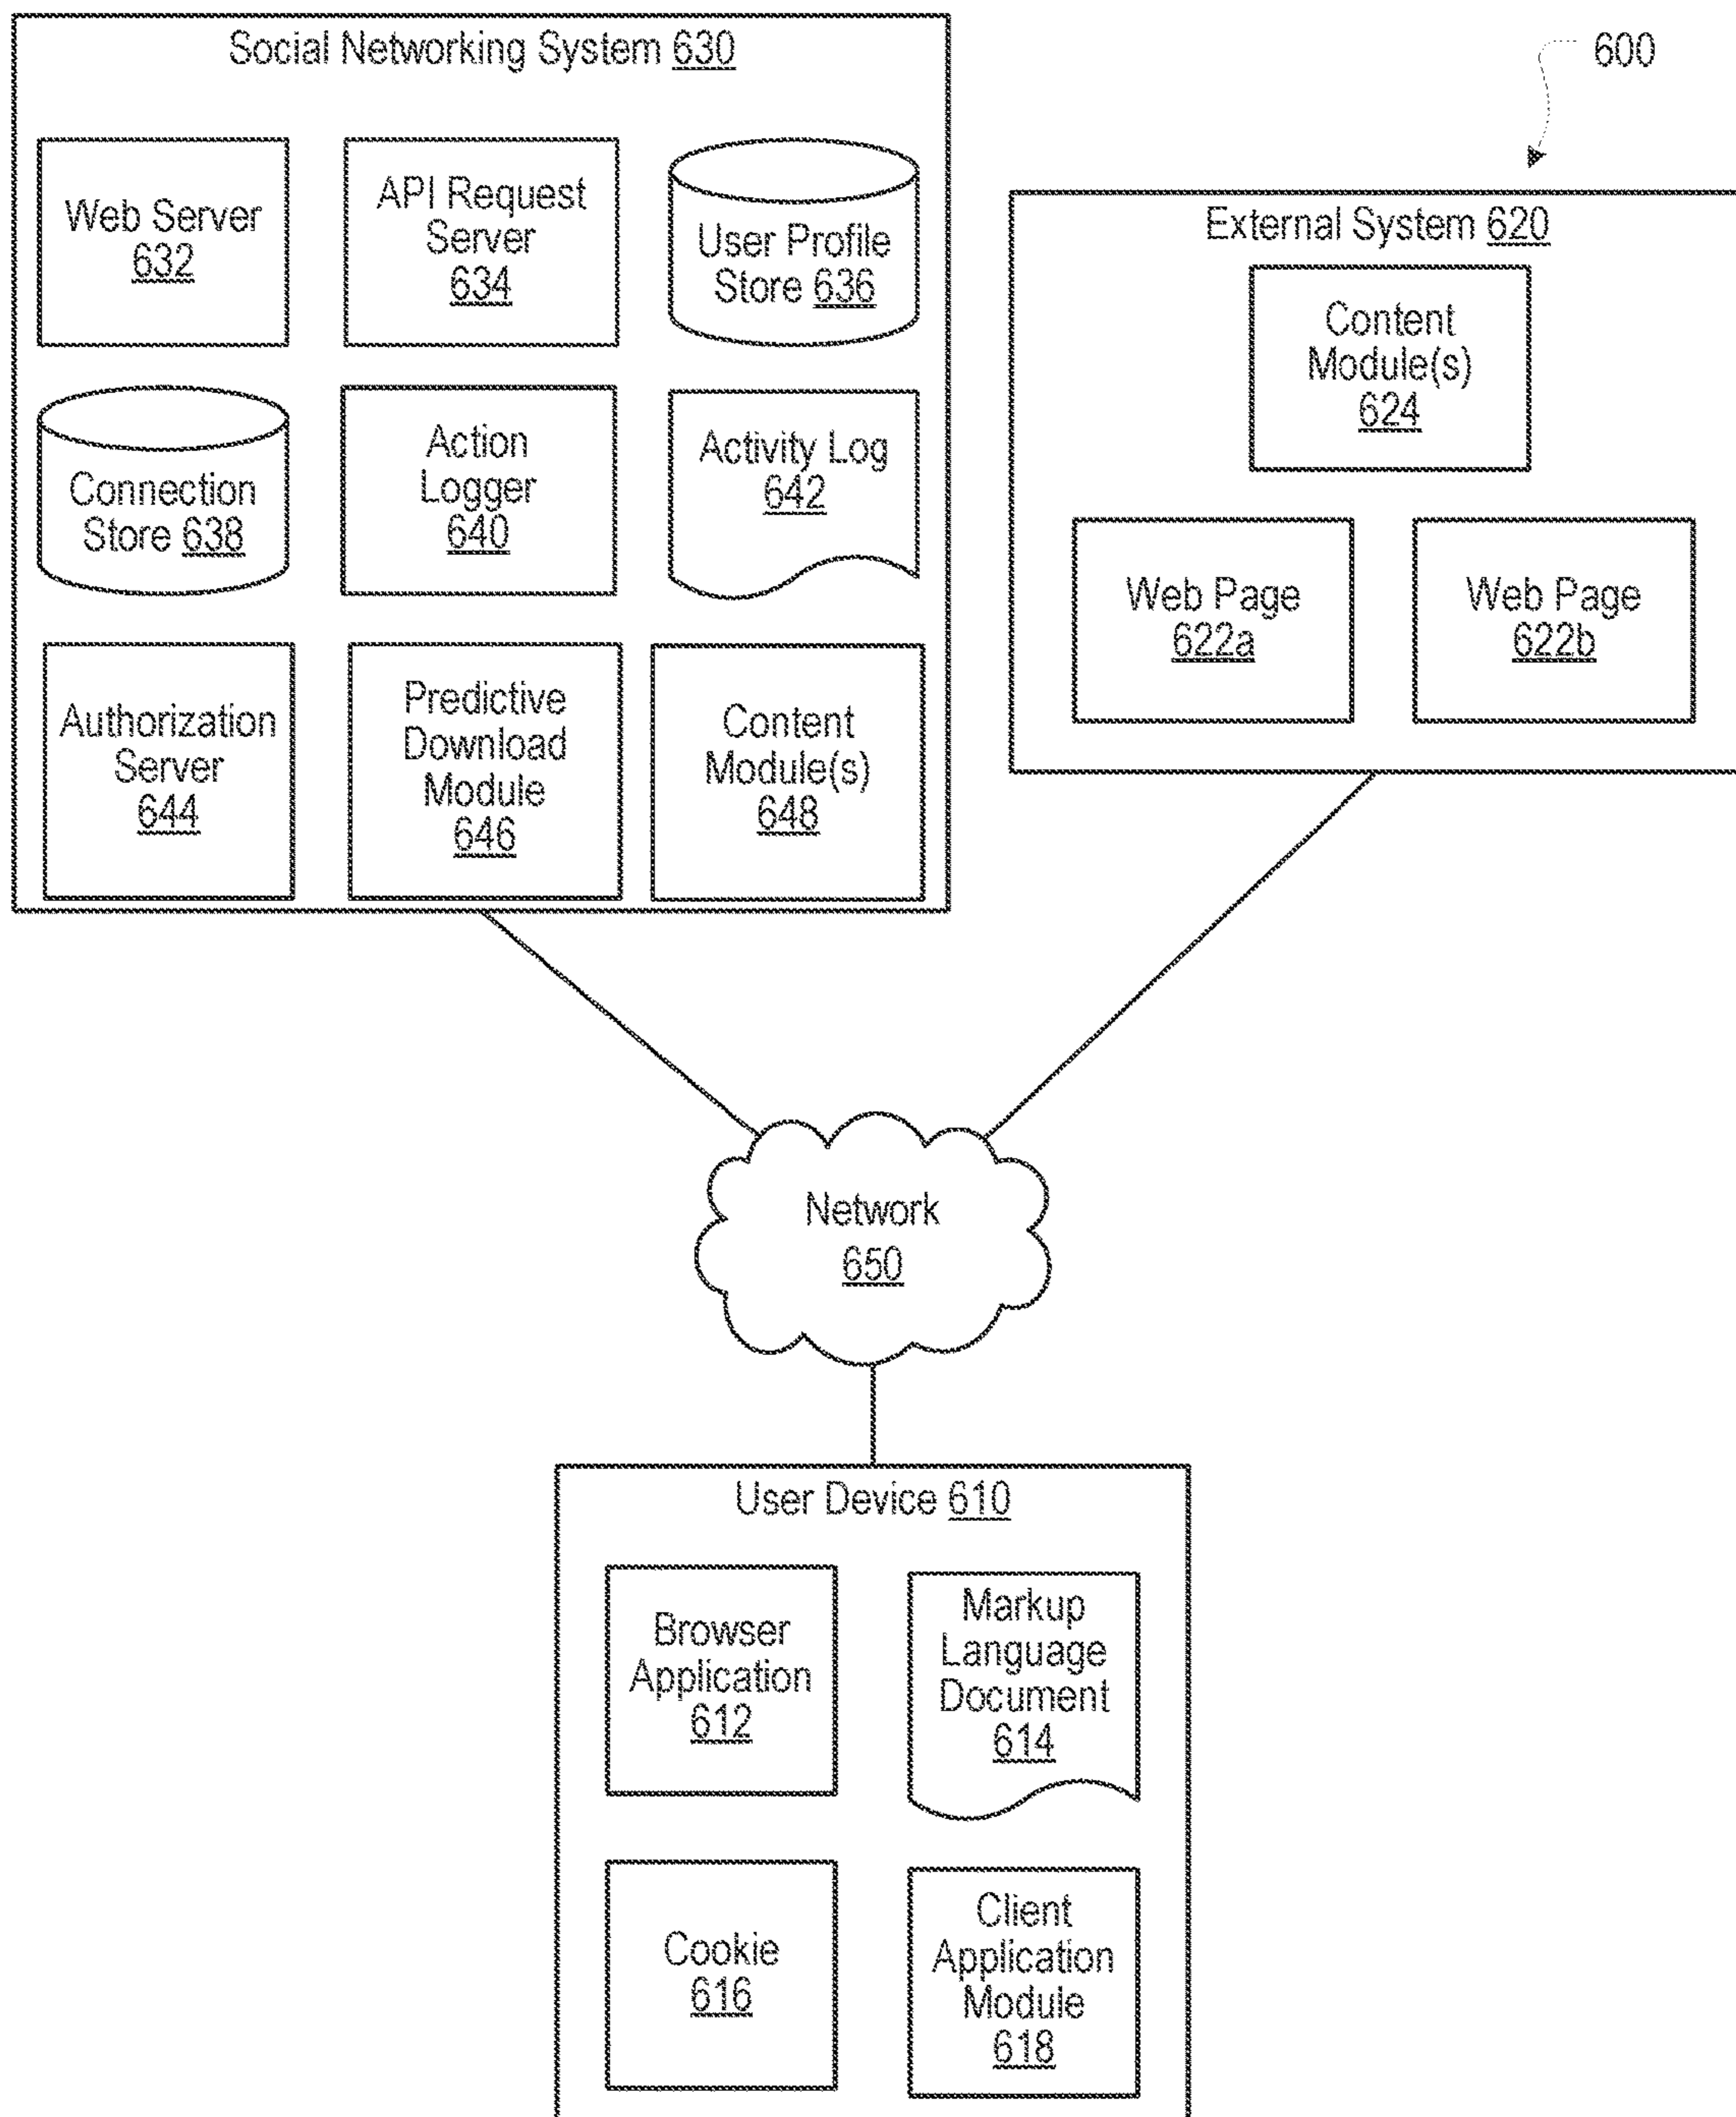 Social Networking System 630
600
Web Server
632
API Request
Server
634
User Profile
Store 636
Connection
Store 638
Action
Logger
640
Activity Log
642
Authorization
Server
644
Predictive
Download
Module
646
Content
Module(s)
648
External System 620
Content
Module(s)
624
Web Page
622a
Web Page
622b
Network
650
User Device 610
Browser
Application
612
Markup
Language
Document
614
Cookie
616
Client
Application
Module
618